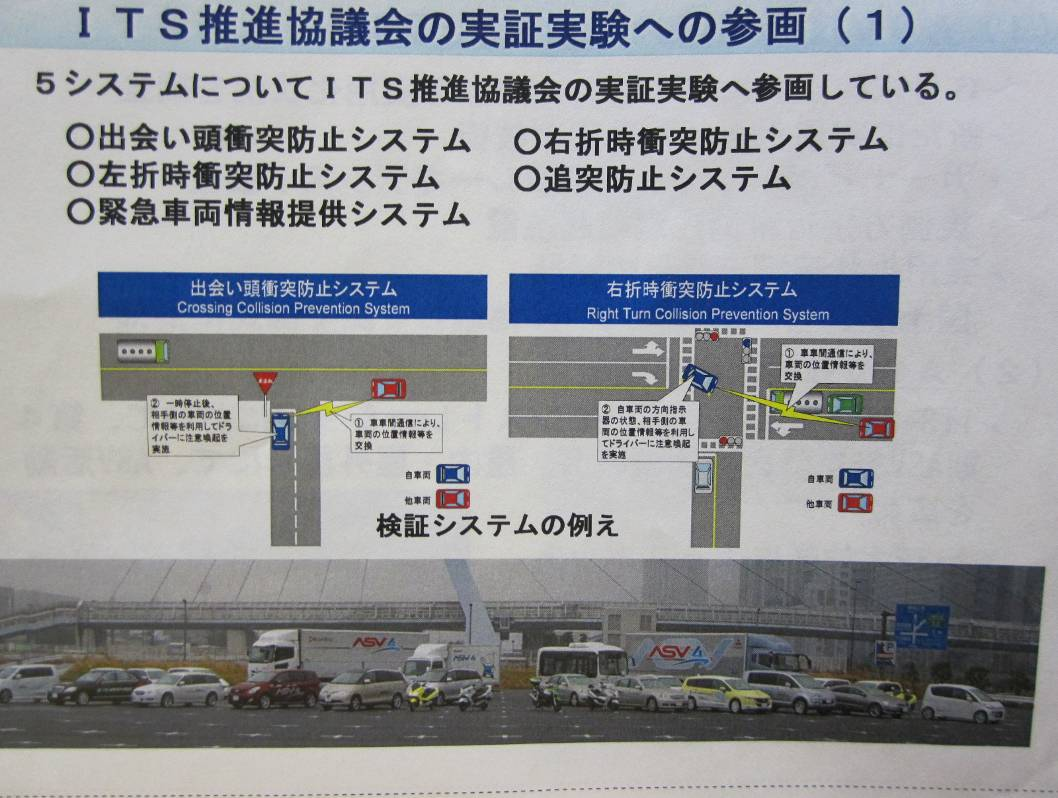 ＩＴＳ推進協議会の実証実験への参画（１）
５システムについてＩＴＳ推進協議会の実証実験へ参画している。
〇出会い頭衝突防止システム
〇右折時衝突防止システム
〇左折時衝突防止システム
〇追突防止システム
〇緊急車両情報提供システム
出会い頭衝突防止システム
Crossing Collision Prevention System
② 一時停止後、
相手側の車両の位置
情報等を利用してドラ
イバーに注意喚起を
実施
① 車車間通信により、
車両の位置情報等を
交換
自車両
他車両
右折時衝突防止システム
Right Turn Collision Prevention System
① 車車間通信により、
車両の位置情報等を
交換
② 自車両の方向指示
器の状態、相手側の車
両の位置情報等を利用し
てドライバーに注意喚起
を実施
自車両
他車両
検証システムの例え
ASV4
ASV4
ASV4